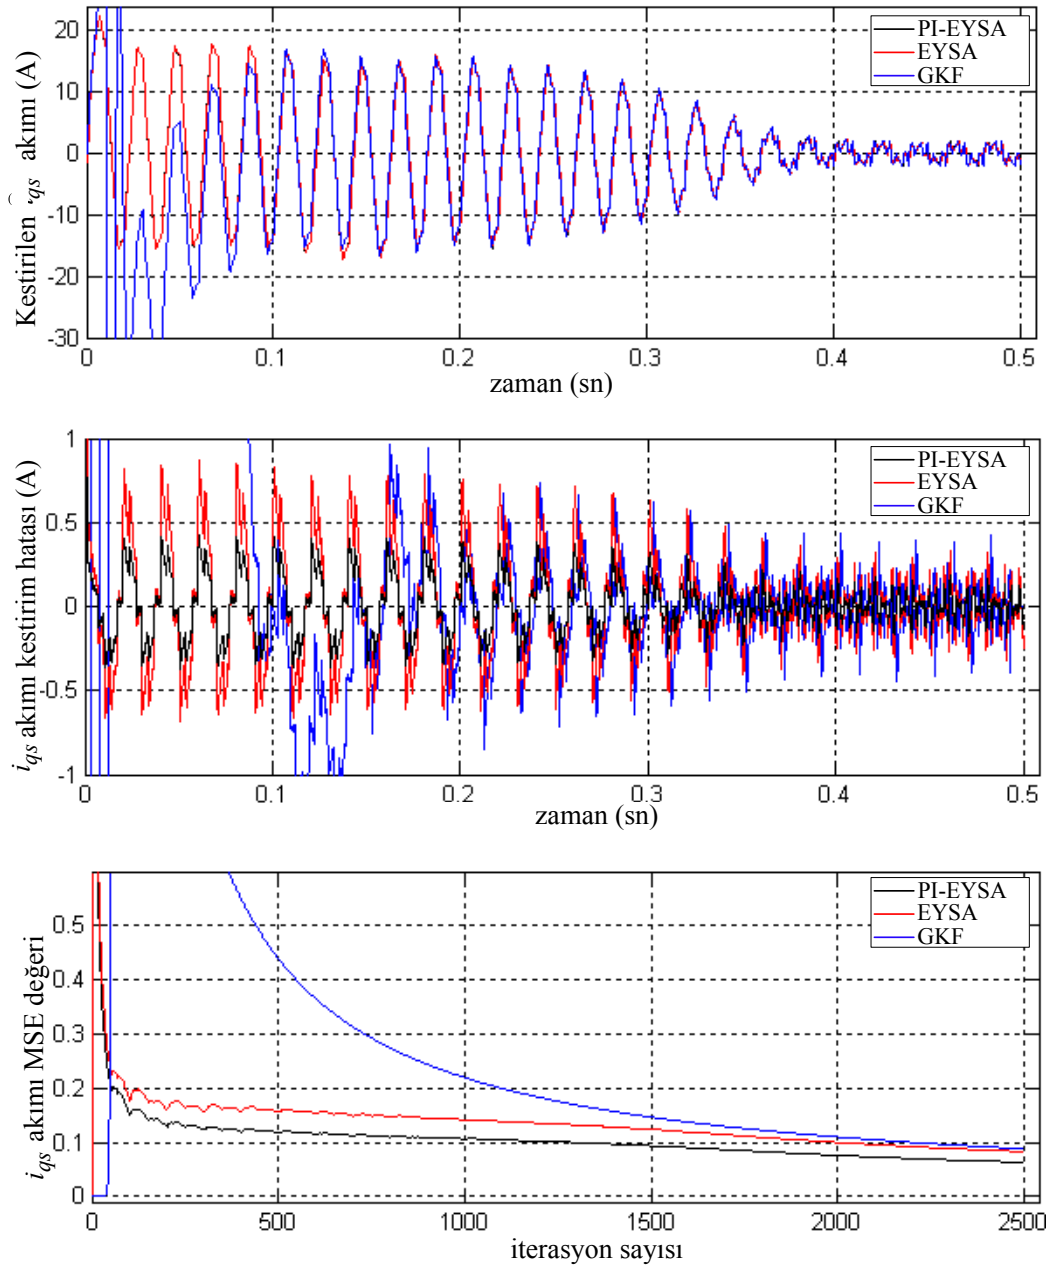 Kestirilen i_qs akımı (A)
20
10
0
-10
-20
-30
PI-EYSA
EYSA
GKF
0 0.1 0.2 0.3 0.4 0.5
zaman (sn)
i_qs akımı kestirim hatası (A)
1
0.5
0
-0.5
-1
PI-EYSA
EYSA
GKF
0 0.1 0.2 0.3 0.4 0.5
zaman (sn)
i_qs akımı MSE değeri
0.5
0.4
0.3
0.2
0.1
0
PI-EYSA
EYSA
GKF
0 500 1000 1500 2000 2500
iterasyon sayısı